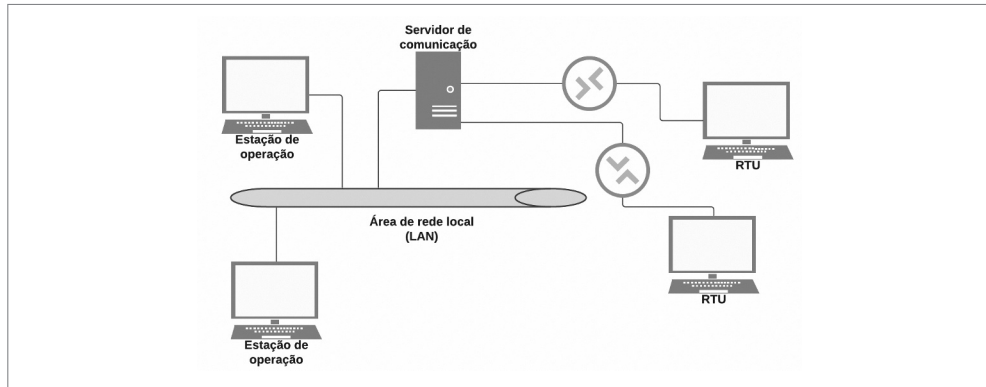 Servidor de
comunicação
Estação de
operação
RTU
Área de rede local
(LAN)
RTU
Estação de
operação